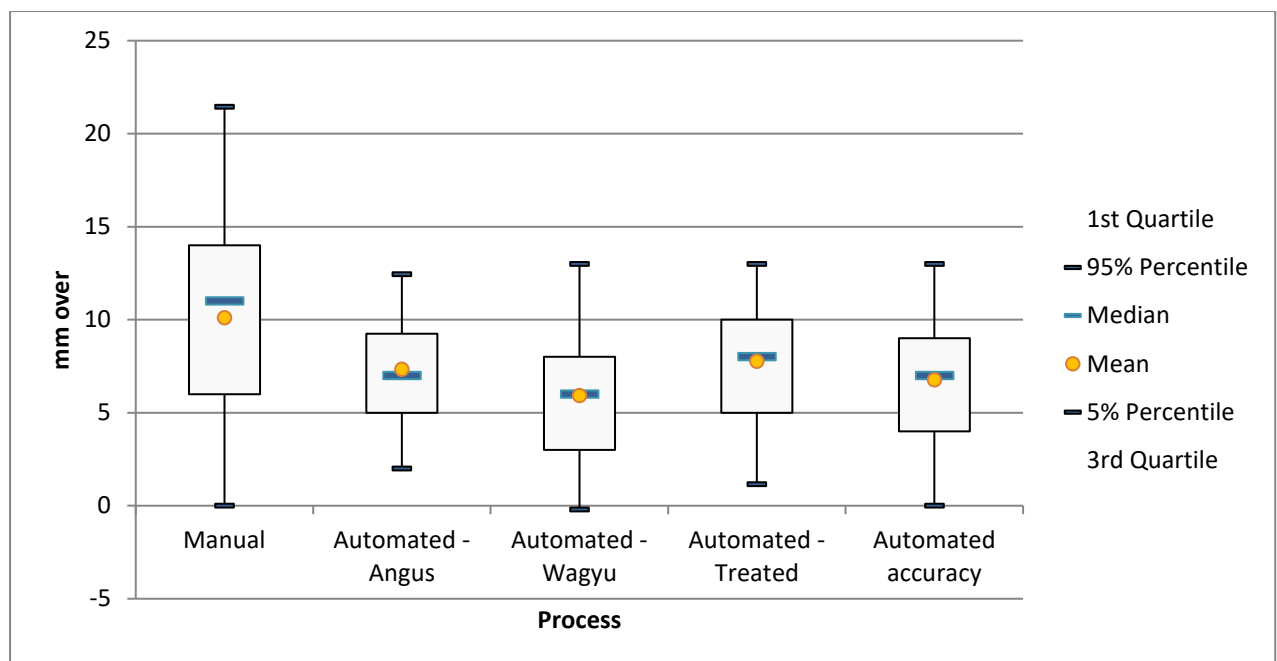 25
20
15
10
5
0
-5
mm over
Manual
Automated -
Angus
Automated -
Wagyu
Automated -
Treated
Automated
accuracy
Process
1st Quartile
95% Percentile
Median
Mean
5% Percentile
3rd Quartile